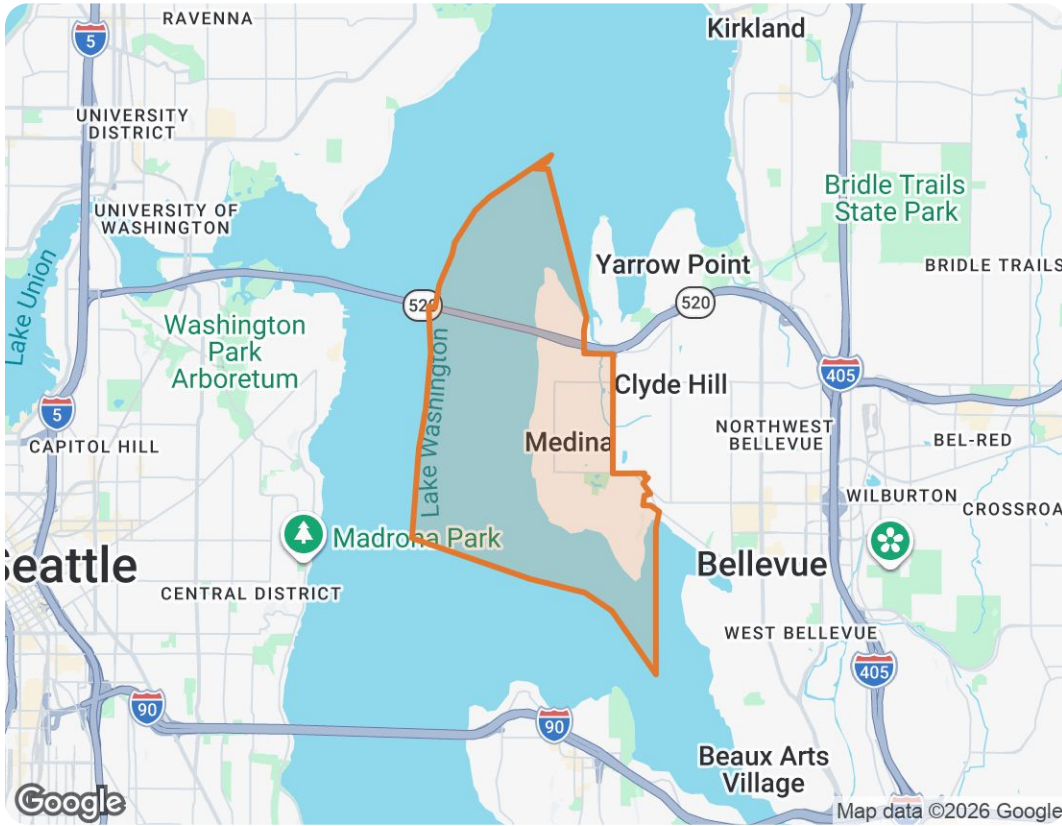 RAVENNA
5
Kirkland
UNIVERSITY
DISTRICT
Bridle Trails
State Park
UNIVERSITY OF
WASHINGTON
Yarrow Point
BRIDLE TRAILS
Lake Union
520
520
Washington
Park
Arboretum
Lake Washington
405
Clyde Hill
5
CAPITOL HILL
Medina
NORTHWEST
BELLEVUE
BEL-RED
WILBURTON
CROSSROA
Madrona Park
Seattle
Bellevue
CENTRAL DISTRICT
WEST BELLEVUE
405
90
90
Beaux Arts
Village
Google
Map data ©2026 Google